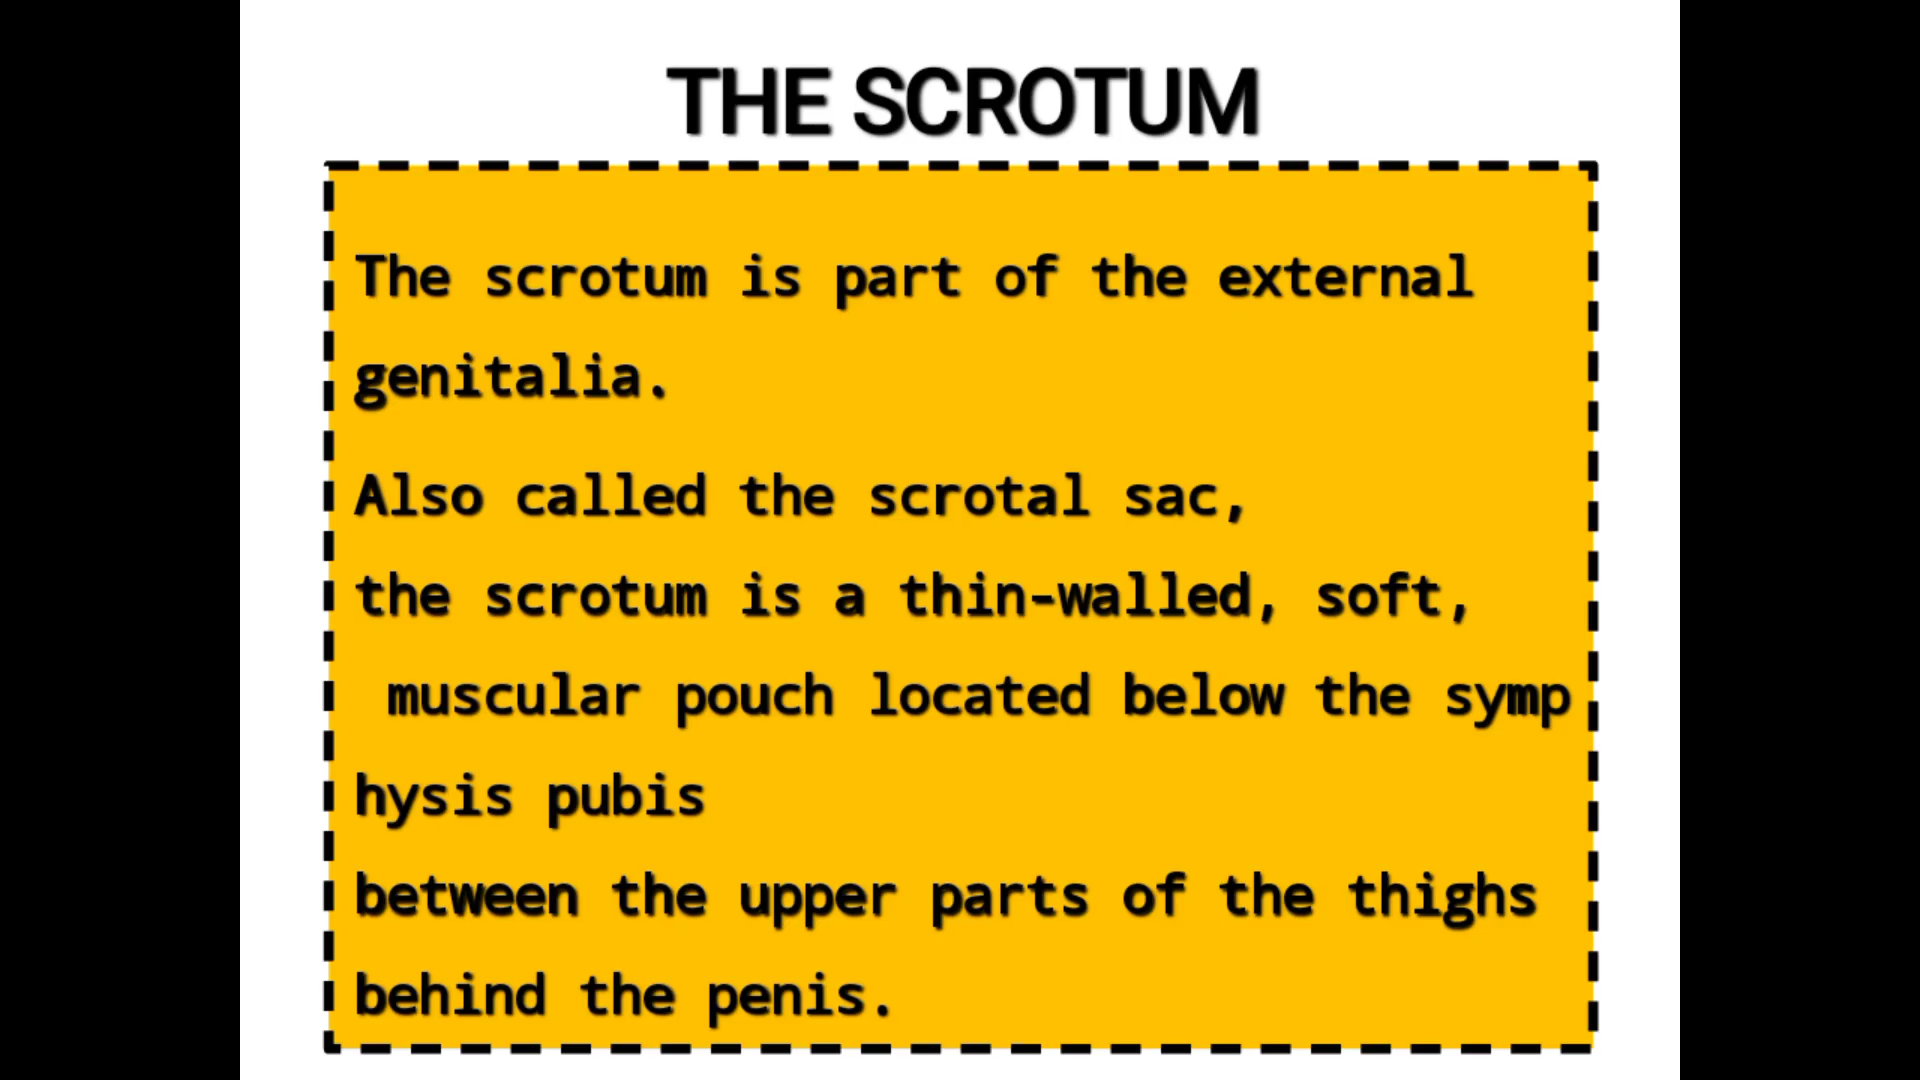 THE SCROTUM
The scrotum is part of the external
genitalia.
Also called the scrotal sac,
the scrotum is a thin-walled, soft,
muscular pouch located below the symp
hysis pubis
between the upper parts of the thighs
behind the penis.